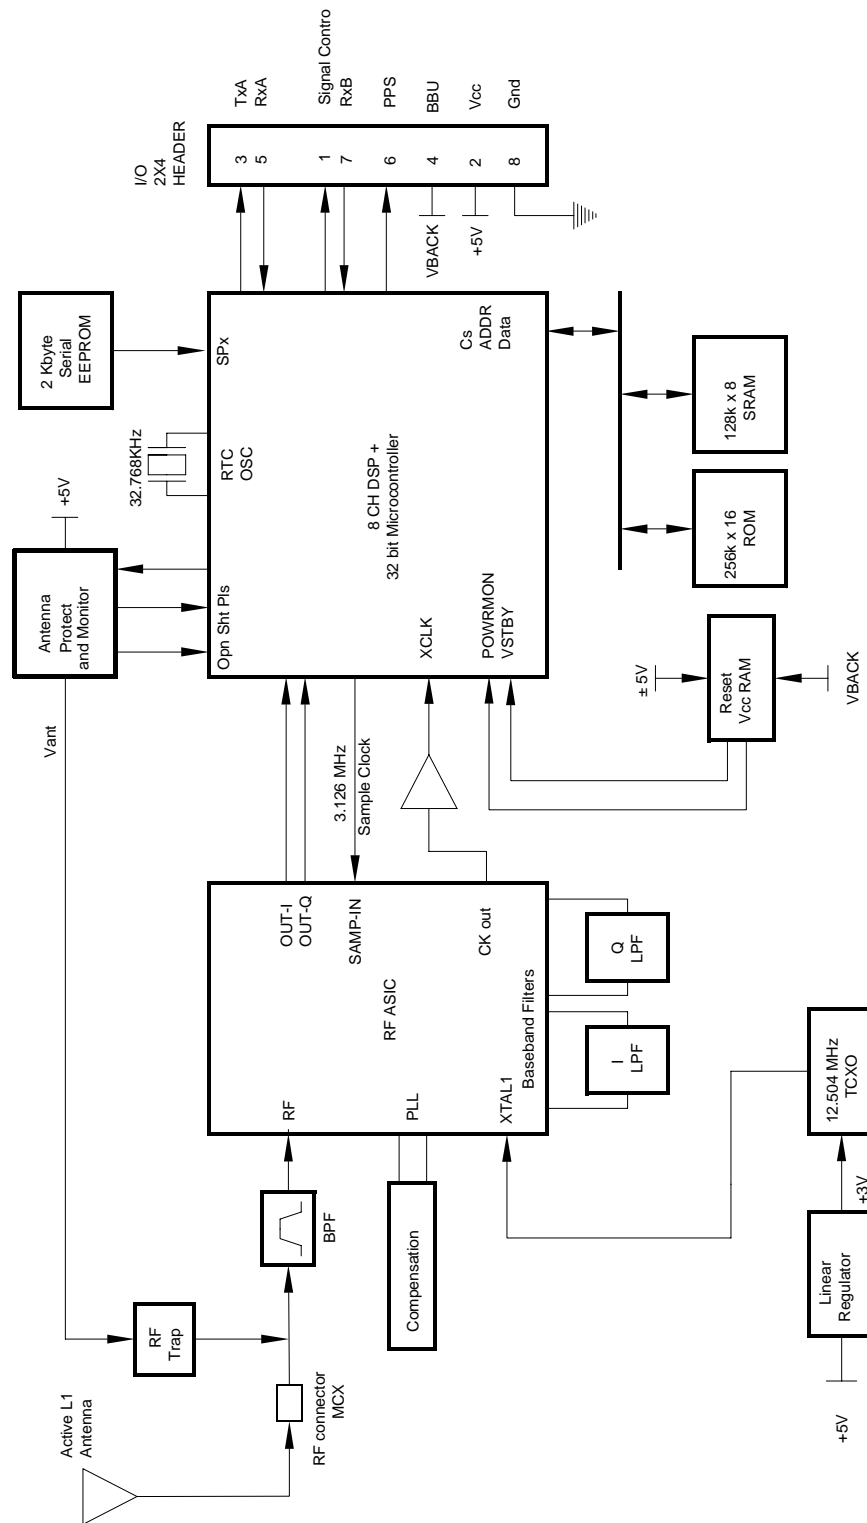 Active L1
Antenna
RF connector
MCX
RF
Trap
BPF
Vant
Antenna
Protect
and Monitor
+5V
32.768KHz
2 Kbyte
Serial
EEPROM
I/O
2X4
HEADER
3 TxA
5 RxA
1 Signal Contro
7 RxB
6 PPS
4 BBU
2 Vcc
8 Gnd
VBACK
+5V
RF
PLL
XTAL1
RF ASIC
OUT-I
OUT-Q
SAMP-IN
CK out
Baseband Filters
Compensation
I
LPF
Q
LPF
3.126 MHz
Sample Clock
Opn Sht Pls
RTC
OSC
SPx
8 CH DSP +
32 bit Microcontroller
XCLK
POWRMON
VSTBY
Cs
ADDR
Data
+5V
Linear
Regulator
+3V
12.504 MHz
TCXO
± 5V
Reset
Vcc RAM
VBACK
256k x 16
ROM
128k x 8
SRAM